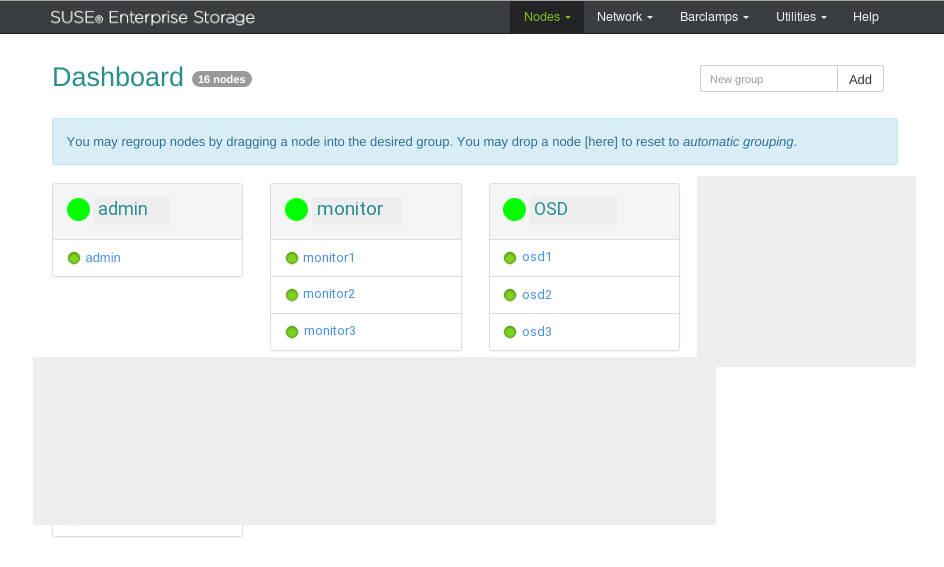 SUSE® Enterprise Storage
Nodes
Network
Barclamps
Utilities
Help
Dashboard 16 nodes
New group
Add
You may regroup nodes by dragging a node into the desired group. You may drop a node [here] to reset to automatic grouping.
admin
admin
monitor
monitor1
monitor2
monitor3
OSD
osd1
osd2
osd3